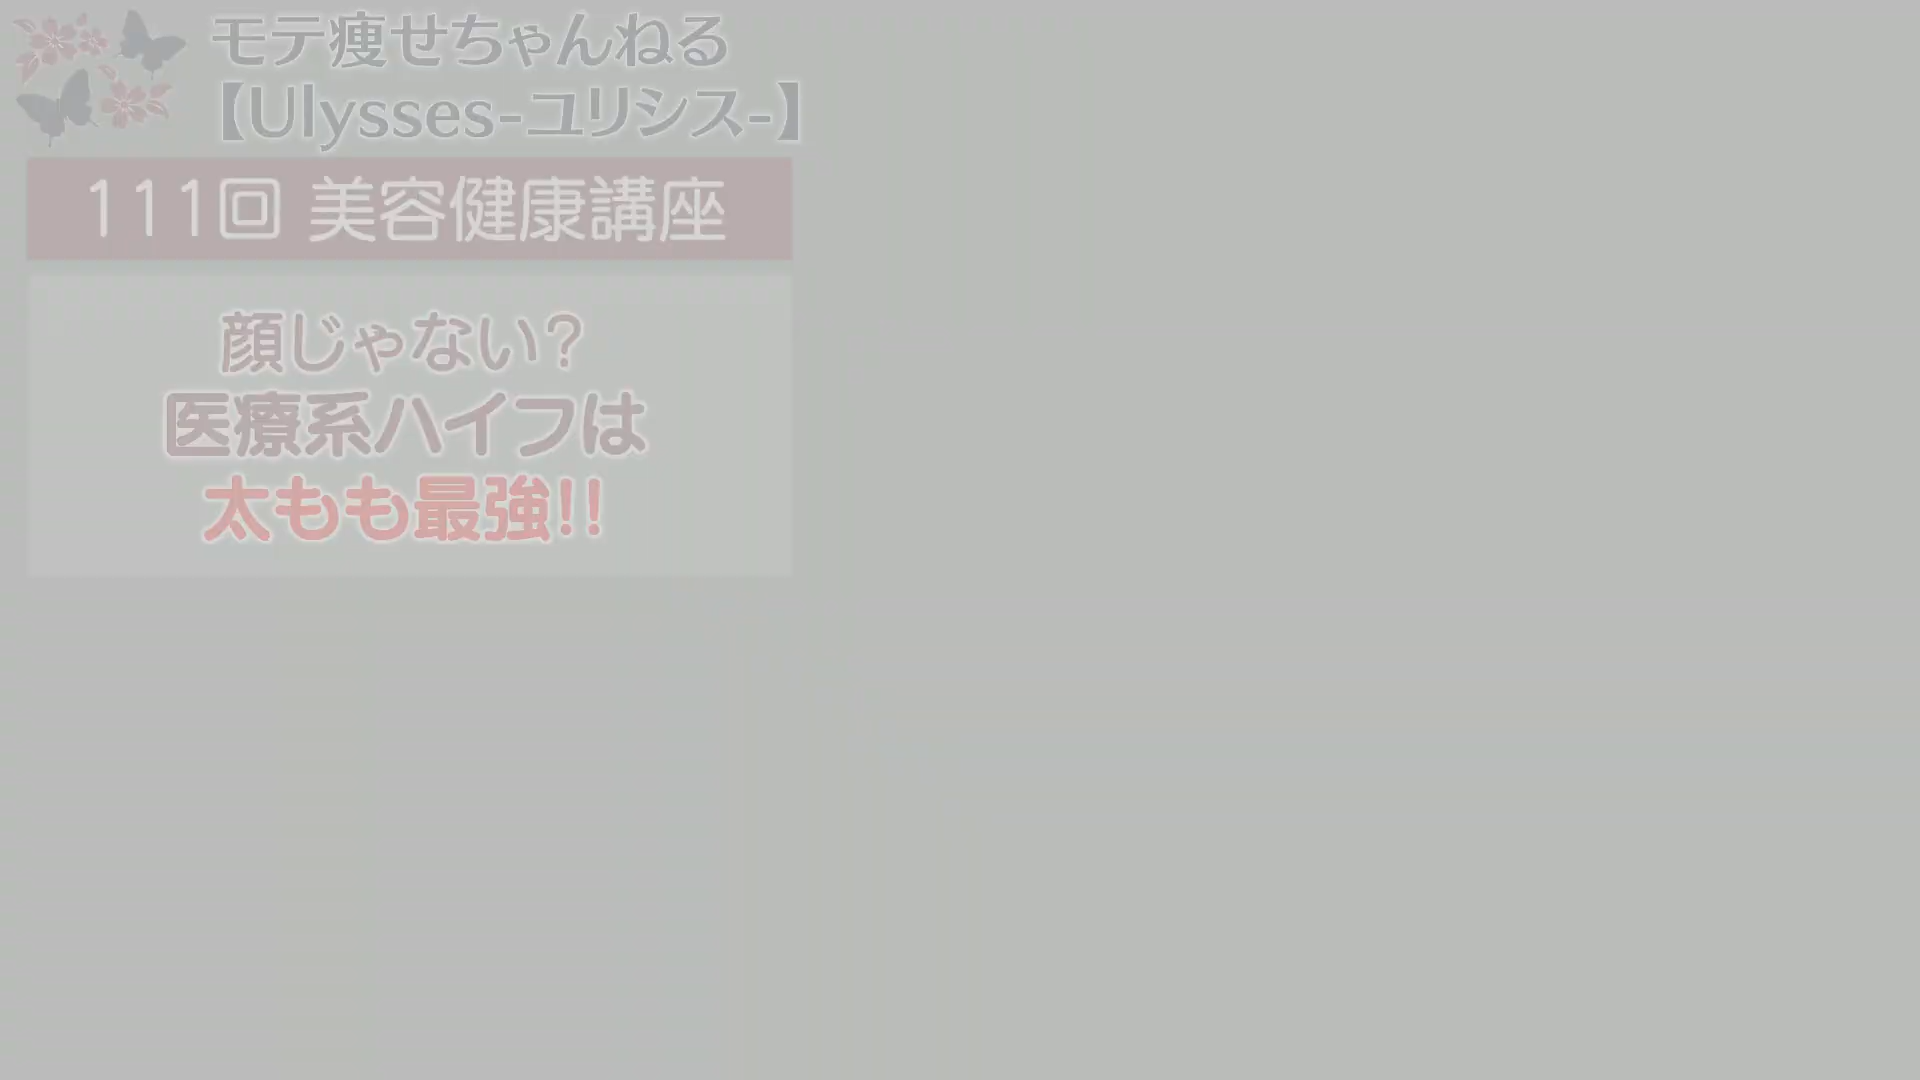 モテ痩せちゃんねる
【Ulysses-ユリシス-】
111回 美容健康講座
顔じゃない?
医療系ハイフは
太もも最強!!